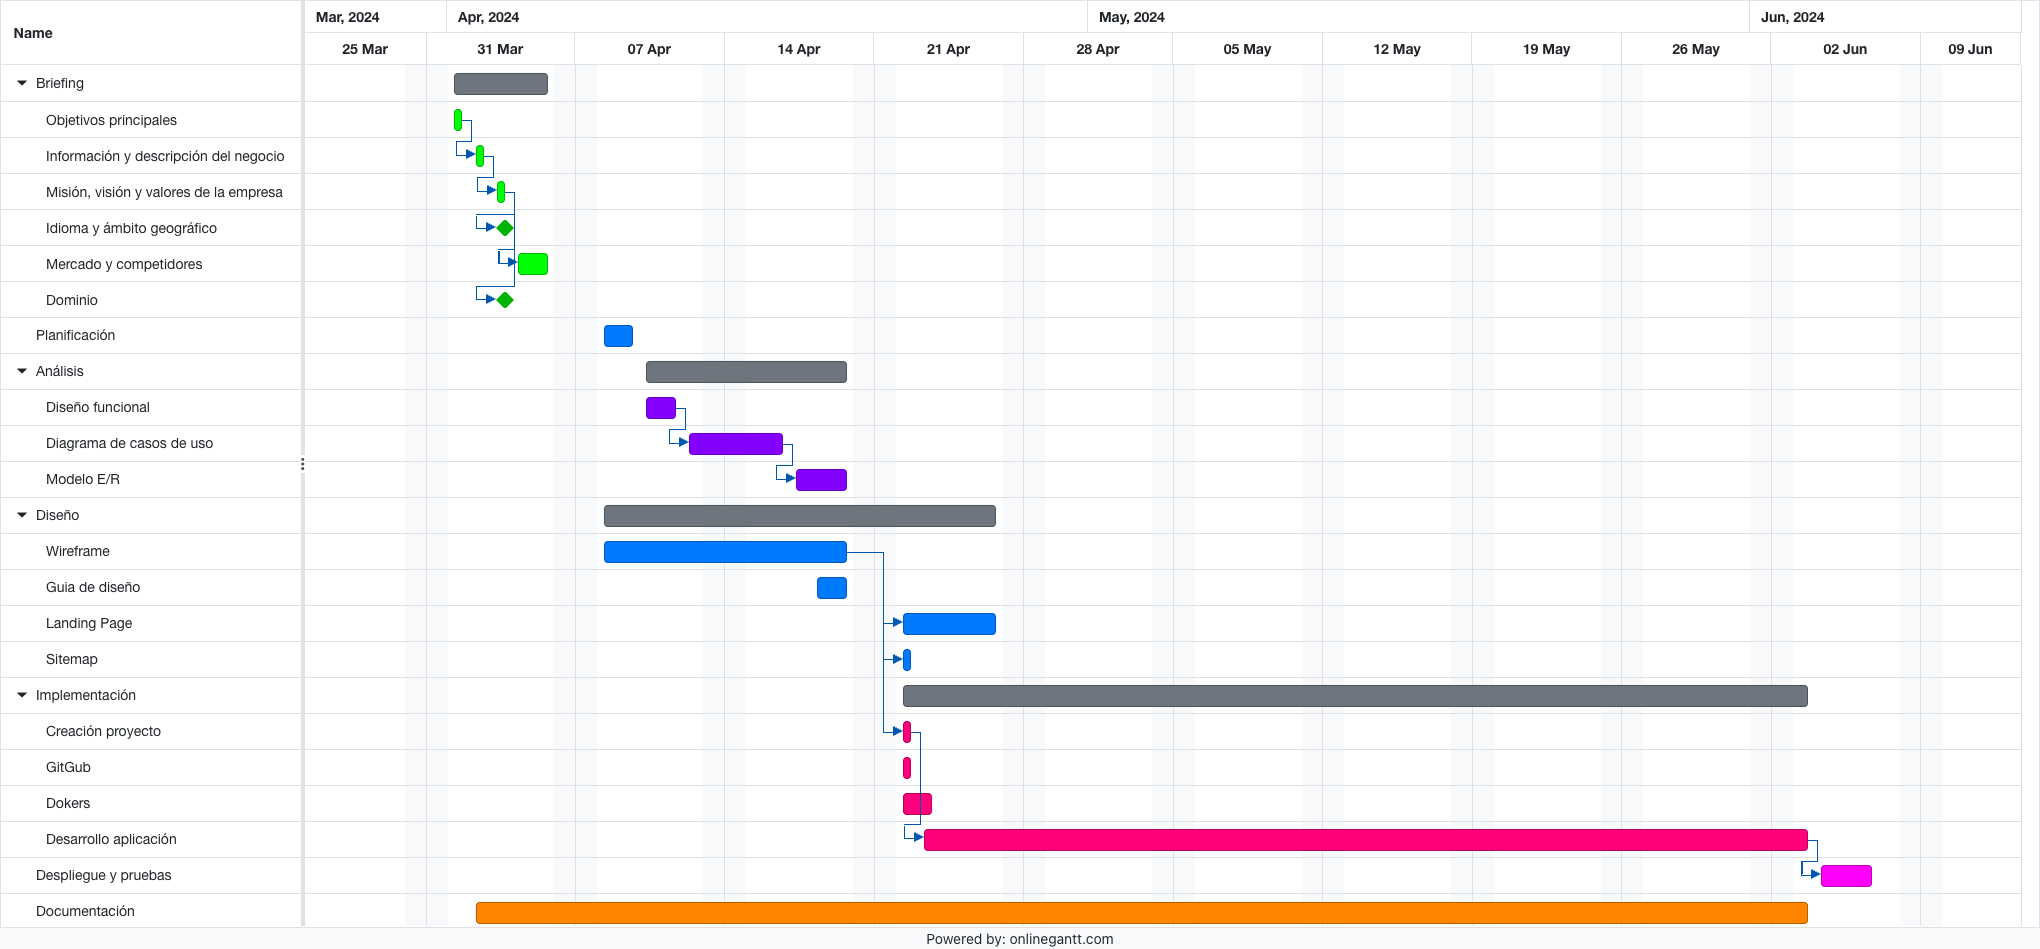 Name
Mar, 2024
Apr, 2024
May, 2024
Jun, 2024
25 Mar
31 Mar
07 Apr
14 Apr
21 Apr
28 Apr
05 May
12 May
19 May
26 May
02 Jun
09 Jun
Briefing
Objetivos principales
Información y descripción del negocio
Misión, visión y valores de la empresa
Idioma y ámbito geográfico
Mercado y competidores
Dominio
Planificación
Análisis
Diseño funcional
Diagrama de casos de uso
Modelo E/R
Diseño
Wireframe
Guia de diseño
Landing Page
Sitemap
Implementación
Creación proyecto
GitGub
Dokers
Desarrollo aplicación
Despliegue y pruebas
Documentación
Powered by: onlinegantt.com